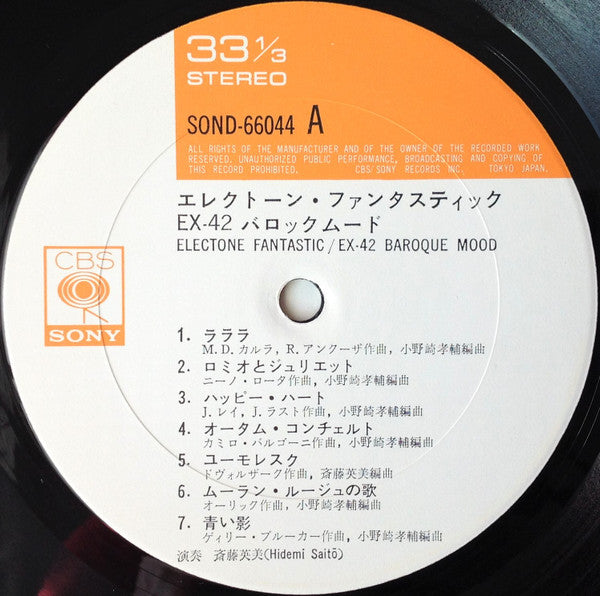 33 1/3
STEREO
SOND-66044 A
ALL RIGHTS OF THE MANUFACTURER AND OF THE OWNER OF THE RECORDED WORK
RESERVED. UNAUTHORIZED PUBLIC PERFORMANCE, BROADCASTING AND COPYING OF
THIS RECORD PROHIBITED. CBS/SONY RECORDS INC. TOKYO JAPAN.
エレクトーン・ファンタスティック
EX-42 バロックムード
ELECTONE FANTASTIC/EX-42 BAROQUE MOOD
CBS
SONY
1. ラララ
M.D.カルラ, R.アンクーザ作曲, 小野崎孝輔編曲
2. ロミオとジュリエット
ニーノ・ロータ作曲, 小野崎孝輔編曲
3. ハッピー・ハート
J.レイ, J.ラスト作曲, 小野崎孝輔編曲
4. オータム・コンチェルト
カミロ・バルゴーニ作曲, 小野崎孝輔編曲
5. ユーモレスク
ドヴォルザーク作曲, 斎藤英美編曲
6. ムーラン・ルージュの歌
オーリック作曲, 小野崎孝輔編曲
7. 青い影
ゲィリー・ブルーカー作曲, 小野崎孝輔編曲
演奏 斎藤英美(Hidemi Saitō)